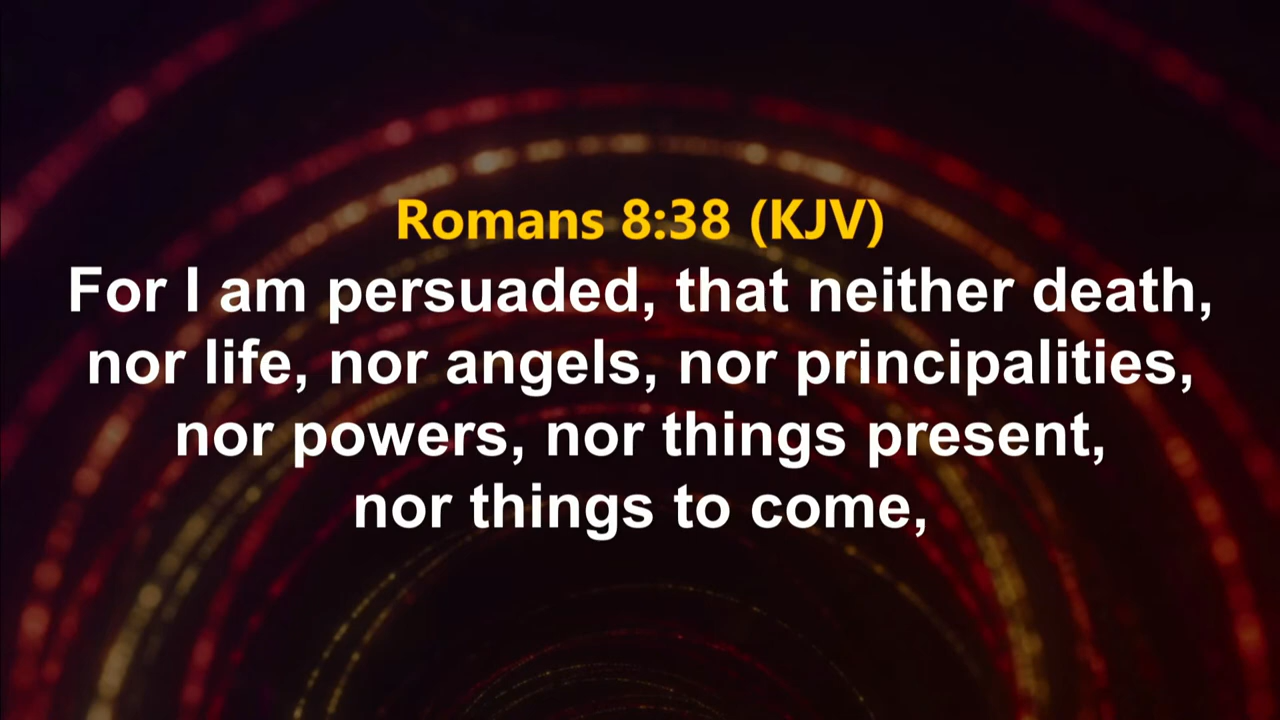 Romans 8:38 (KJV)
For I am persuaded, that neither death,
nor life, nor angels, nor principalities,
nor powers, nor things present,
nor things to come,